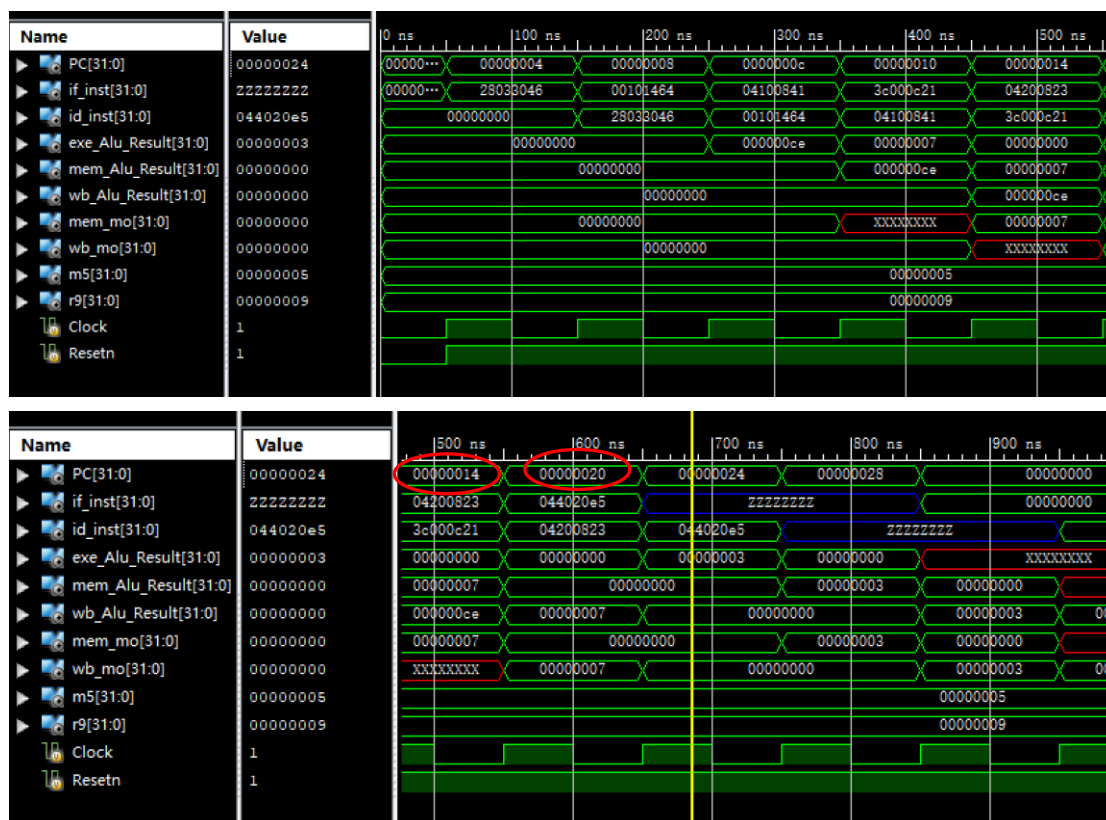 Name Value 0 ns 100 ns 200 ns 300 ns 400 ns 500 ns
PC[31:0] 00000024 00000··· 00000004 00000008 0000000c 00000010 00000014
if_inst[31:0] ZZZZZZZZ 00000··· 28033046 00101464 04100841 3c000c21 04200823
id_inst[31:0] 044020e5 00000000 28033046 00101464 04100841 3c000c21
exe_Alu_Result[31:0] 00000003 00000000 000000ce 00000007 00000000
mem_Alu_Result[31:0] 00000000 00000000 000000ce 00000007
wb_Alu_Result[31:0] 00000000 00000000 000000ce
mem_mo[31:0] 00000000 00000000 XXXXXXXX 00000007
wb_mo[31:0] 00000000 00000000 XXXXXXXX
m5[31:0] 00000005 00000005
r9[31:0] 00000009 00000009
Clock 1
Resetn 1
Name Value 500 ns 600 ns 700 ns 800 ns 900 ns
PC[31:0] 00000024 00000014 00000020 00000024 00000028 00000000
if_inst[31:0] ZZZZZZZZ 04200823 044020e5 ZZZZZZZZ 00000000
id_inst[31:0] 044020e5 3c000c21 04200823 044020e5 ZZZZZZZZ
exe_Alu_Result[31:0] 00000003 00000000 00000000 00000003 00000000 XXXXXXXX
mem_Alu_Result[31:0] 00000000 00000007 00000000 00000003 00000000
wb_Alu_Result[31:0] 00000000 000000ce 00000007 00000000 00000003 00
mem_mo[31:0] 00000000 00000007 00000000 00000003 00000000
wb_mo[31:0] 00000000 XXXXXXXX 00000007 00000000 00000003 00
m5[31:0] 00000005 00000005
r9[31:0] 00000009 00000009
Clock 1
Resetn 1